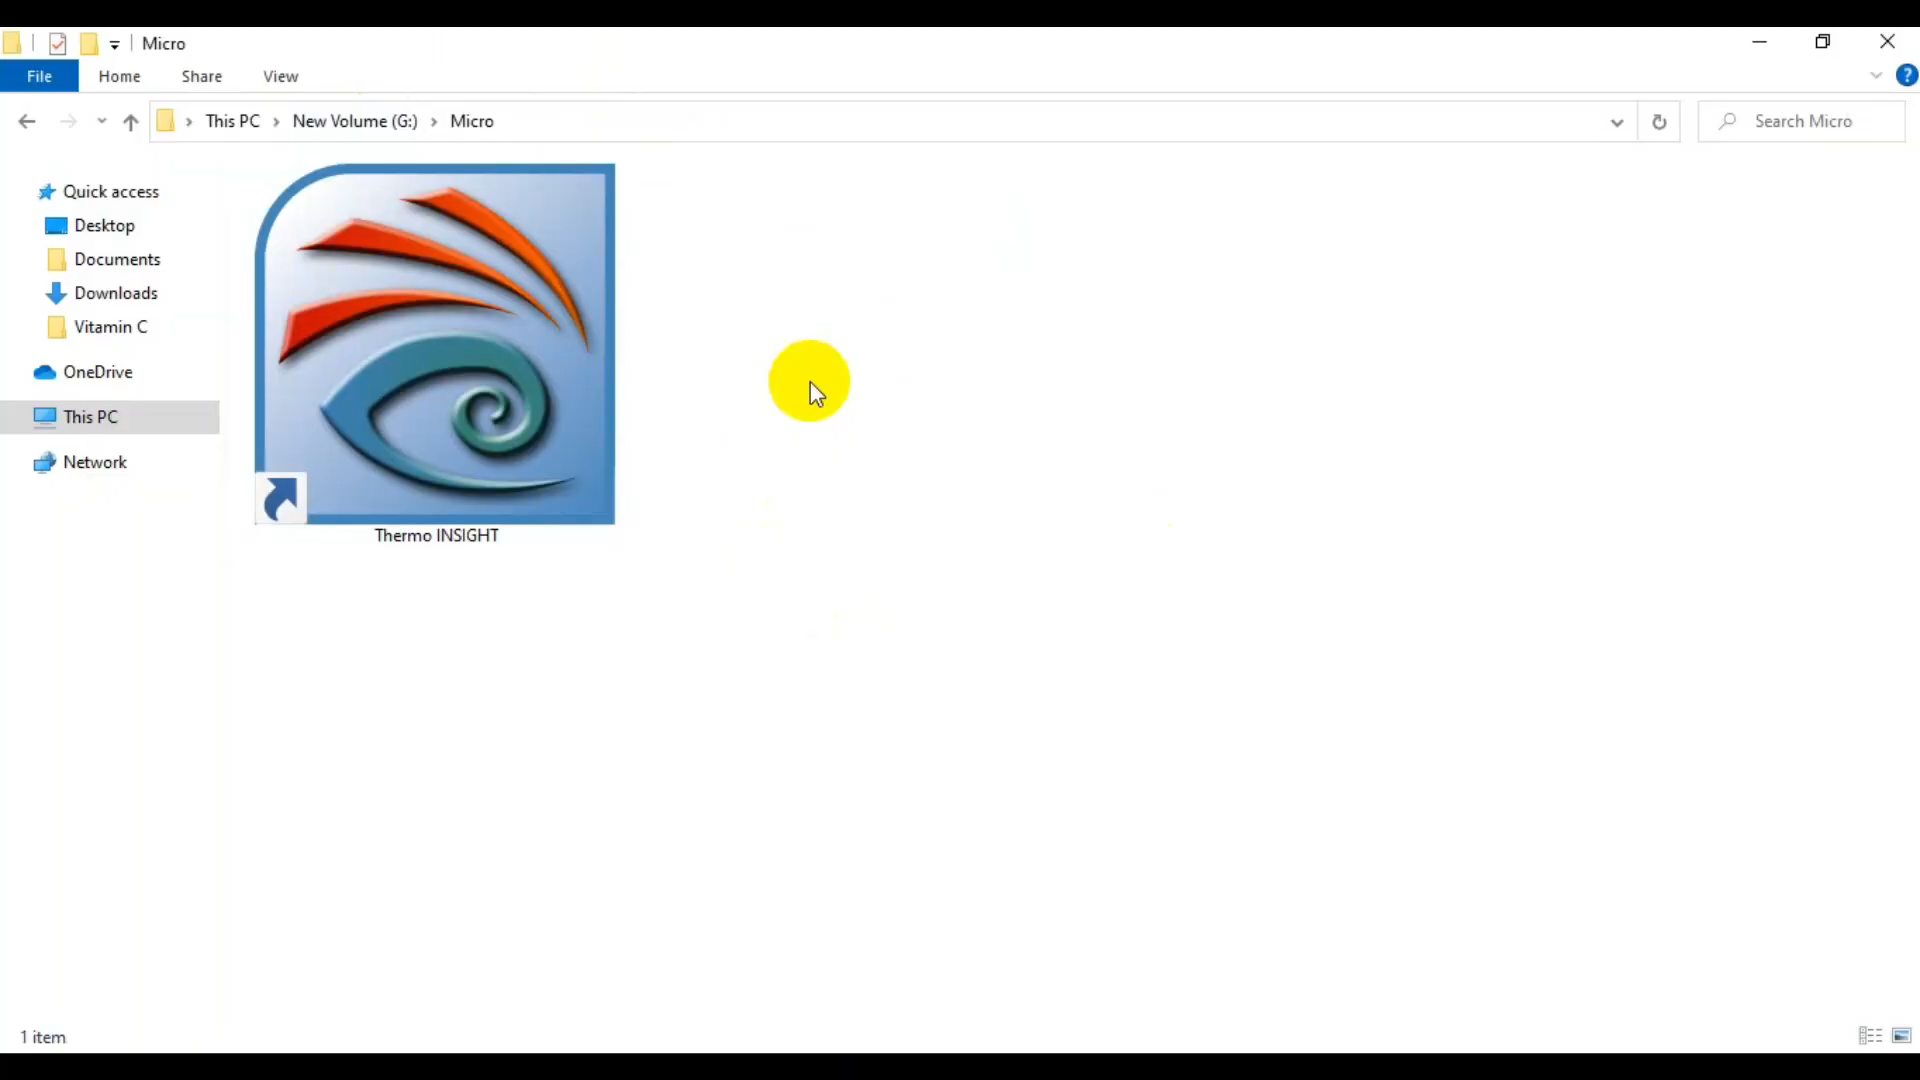 Micro
File Home Share View
?
This PC New Volume (G:) Micro
Search Micro
Quick access
Desktop
Documents
Downloads
Vitamin C
OneDrive
This PC
Network
Thermo INSIGHT
1 item